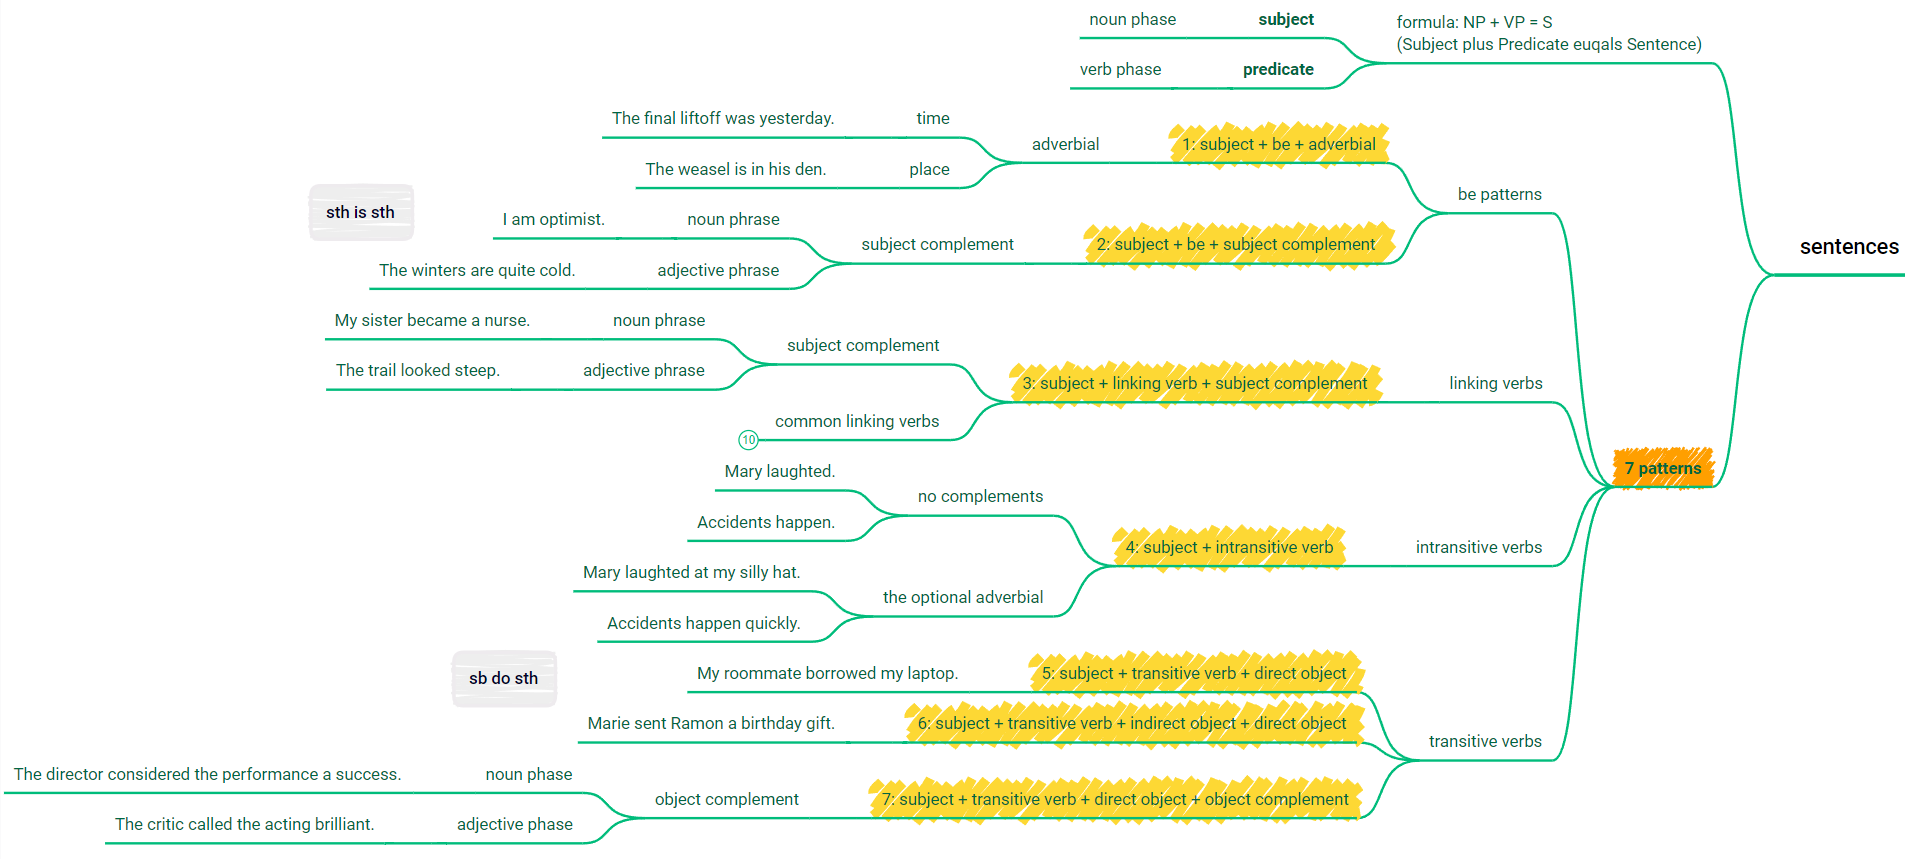 sentences
formula: NP + VP = S
(Subject plus Predicate euqals Sentence)
subject
noun phase
predicate
verb phase
7 patterns
be patterns
1: subject + be + adverbial
adverbial
time
The final liftoff was yesterday.
place
The weasel is in his den.
2: subject + be + subject complement
subject complement
noun phrase
I am optimist.
adjective phrase
The winters are quite cold.
sth is sth
linking verbs
3: subject + linking verb + subject complement
subject complement
noun phrase
My sister became a nurse.
adjective phrase
The trail looked steep.
common linking verbs
10
intransitive verbs
4: subject + intransitive verb
no complements
Mary laughted.
Accidents happen.
the optional adverbial
Mary laughted at my silly hat.
Accidents happen quickly.
sb do sth
transitive verbs
5: subject + transitive verb + direct object
My roommate borrowed my laptop.
6: subject + transitive verb + indirect object + direct object
Marie sent Ramon a birthday gift.
7: subject + transitive verb + direct object + object complement
object complement
noun phase
The director considered the performance a success.
adjective phase
The critic called the acting brilliant.